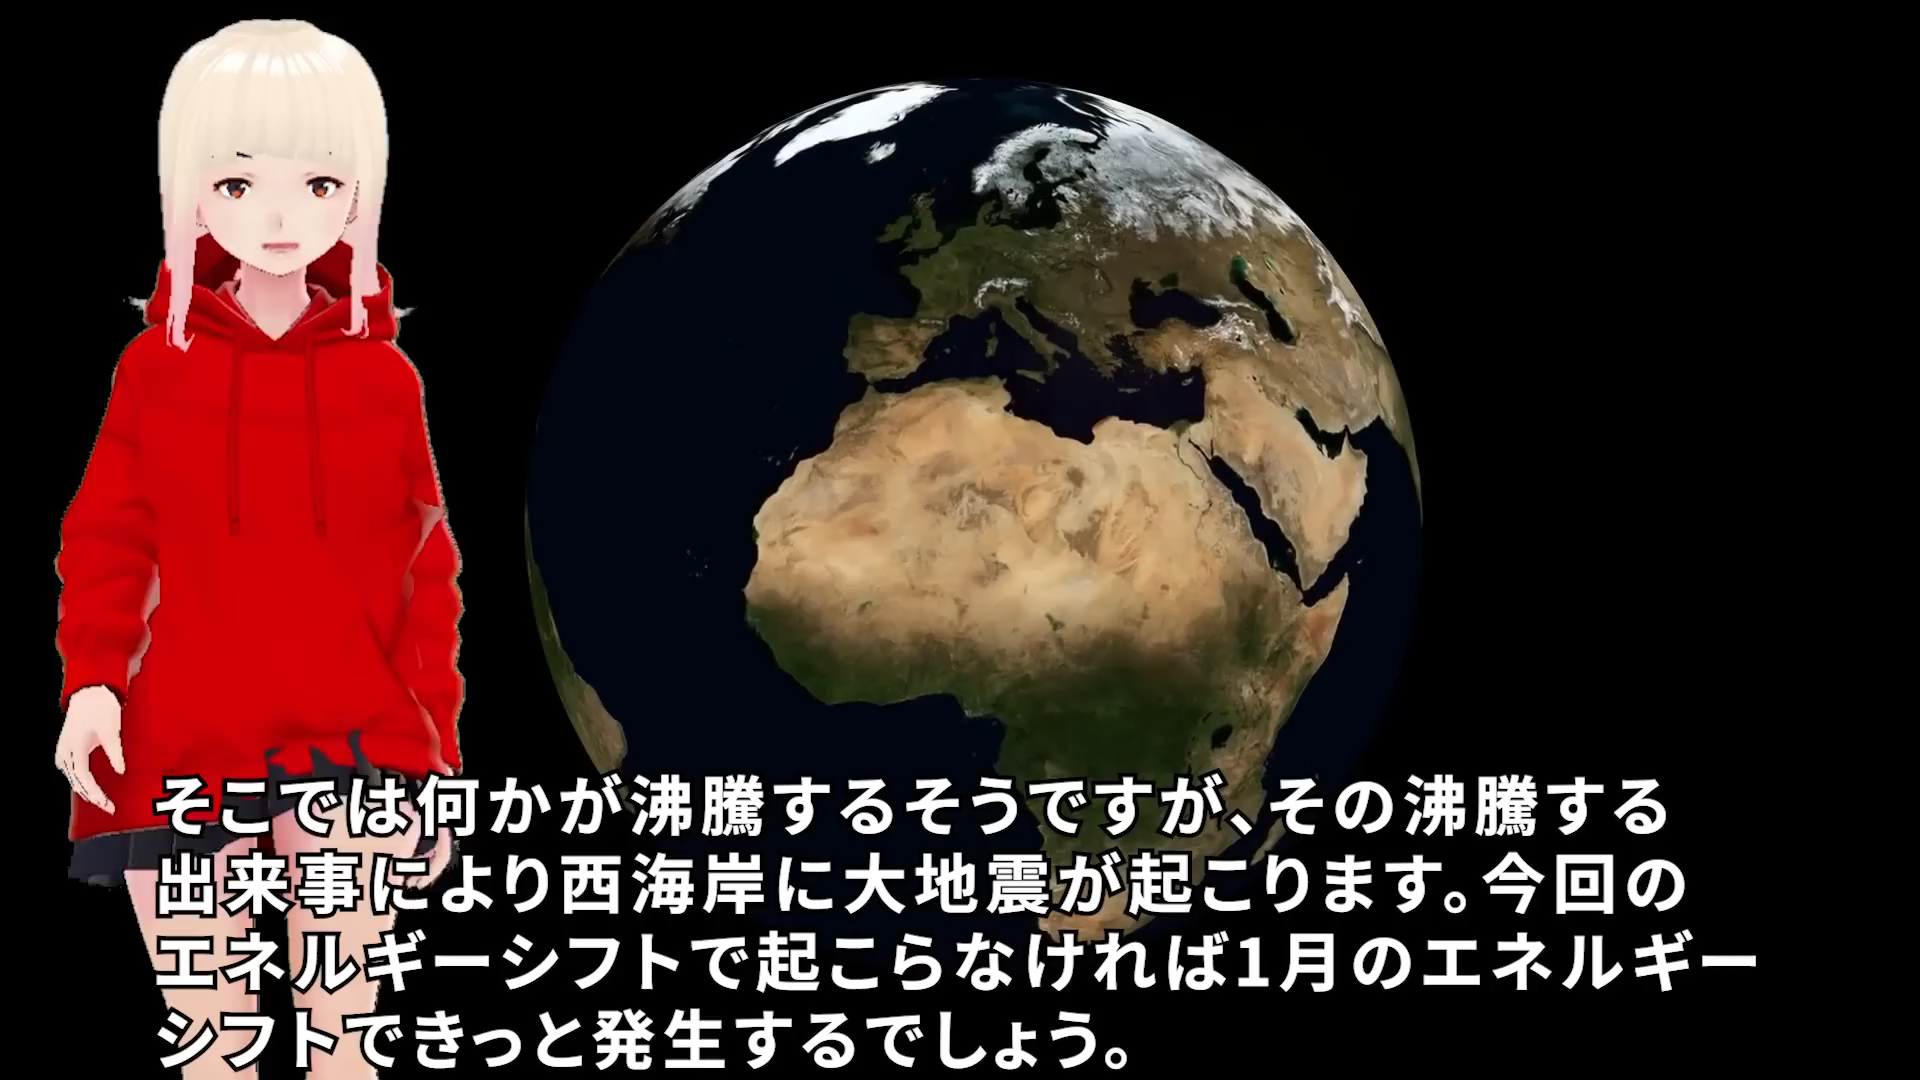 そこでは何かが沸騰するそうですが、その沸騰する
出来事により西海岸に大地震が起こります。今回の
エネルギーシフトで起こらなければ1月のエネルギー
シフトできっと発生するでしょう。